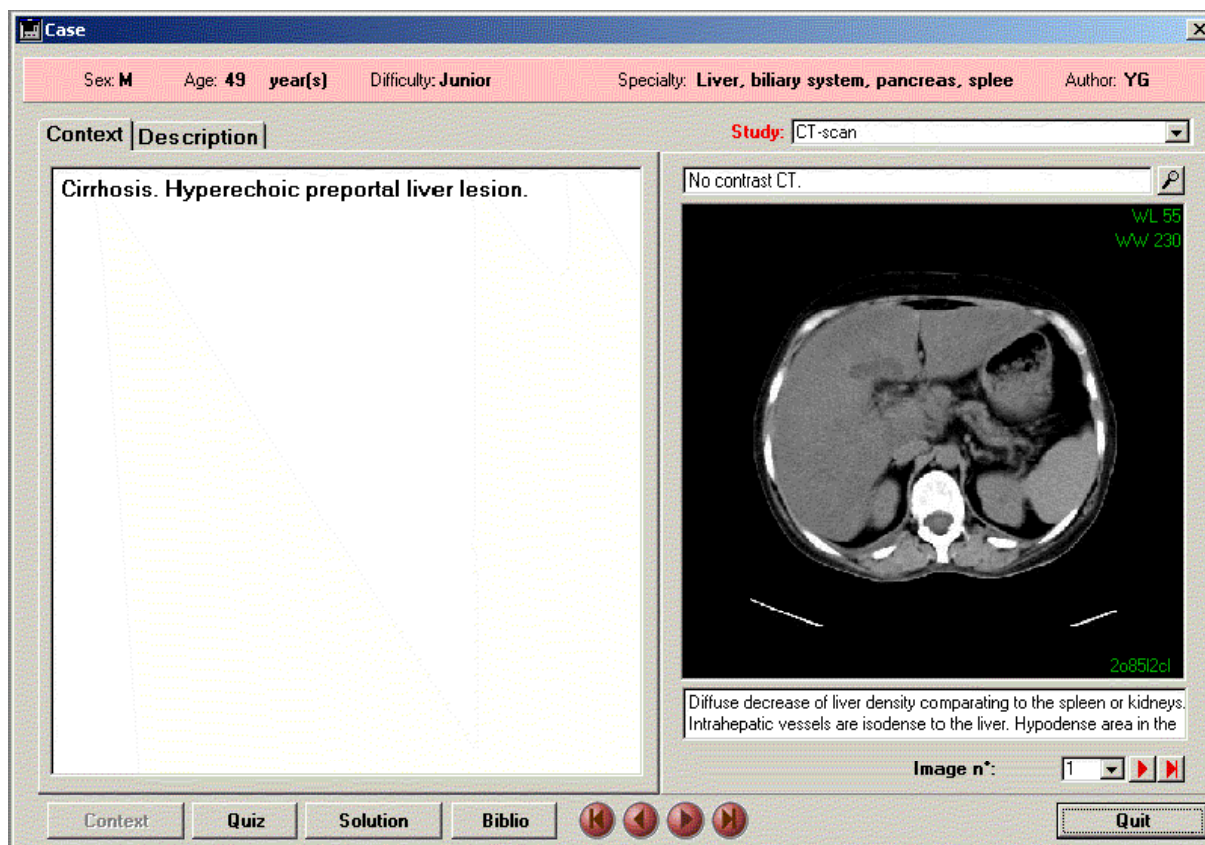 Case
Sex: M Age: 49 year(s) Difficulty: Junior Specialty: Liver, biliary system, pancreas, splee Author: YG
Context Description
Study: CT-scan
Cirrhosis. Hyperechoic preportal liver lesion.
No contrast CT.
WL 55
WW 230
2o85l2cl
Diffuse decrease of liver density comparating to the spleen or kidneys.
Intrahepatic vessels are isodense to the liver. Hypodense area in the
Image n°: 1
Context Quiz Solution Biblio Quit